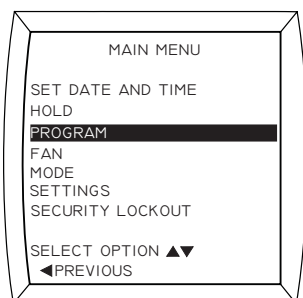 MAIN MENU
SET DATE AND TIME
HOLD
PROGRAM
FAN
MODE
SETTINGS
SECURITY LOCKOUT
SELECT OPTION ▲▼
◀PREVIOUS